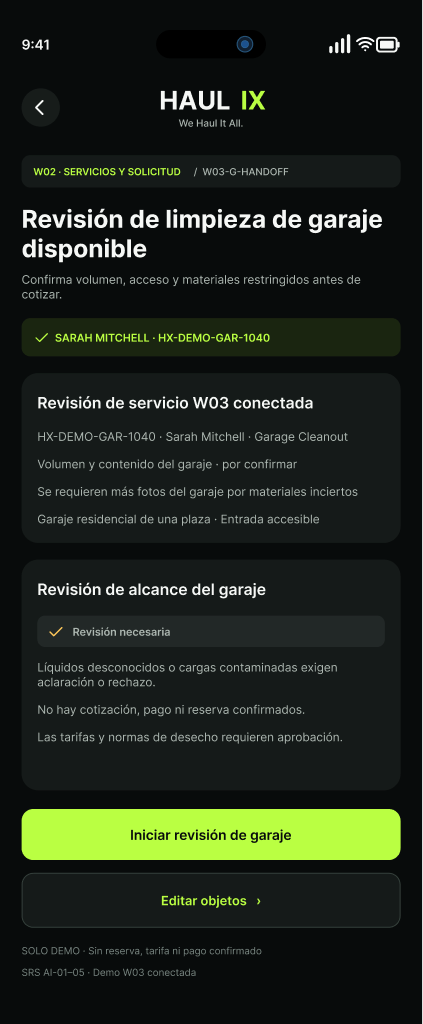 9:41
HAUL IX
We Haul It All.
W02 · SERVICIOS Y SOLICITUD / W03-G-HANDOFF
Revisión de limpieza de garaje
disponible
Confirma volumen, acceso y materiales restringidos antes de
cotizar.
SARAH MITCHELL · HX-DEMO-GAR-1040
Revisión de servicio W03 conectada
HX-DEMO-GAR-1040 · Sarah Mitchell · Garage Cleanout
Volumen y contenido del garaje · por confirmar
Se requieren más fotos del garaje por materiales inciertos
Garaje residencial de una plaza · Entrada accesible
Revisión de alcance del garaje
Revisión necesaria
Líquidos desconocidos o cargas contaminadas exigen
aclaración o rechazo.
No hay cotización, pago ni reserva confirmados.
Las tarifas y normas de desecho requieren aprobación.
Iniciar revisión de garaje
Editar objetos ›
SOLO DEMO · Sin reserva, tarifa ni pago confirmado
SRS AI-01–05 · Demo W03 conectada